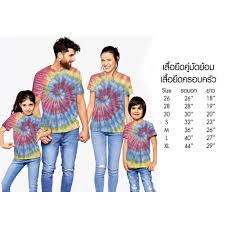 เสื้อยืดคู่มัดย้อม
เสื้อยืดครอบครัว
Size รอบอก ยาว
26 26" 18"
28 28" 19"
30 30" 20"
S 32" 23"
M 36" 26"
L 40" 27"
XL 44" 29"